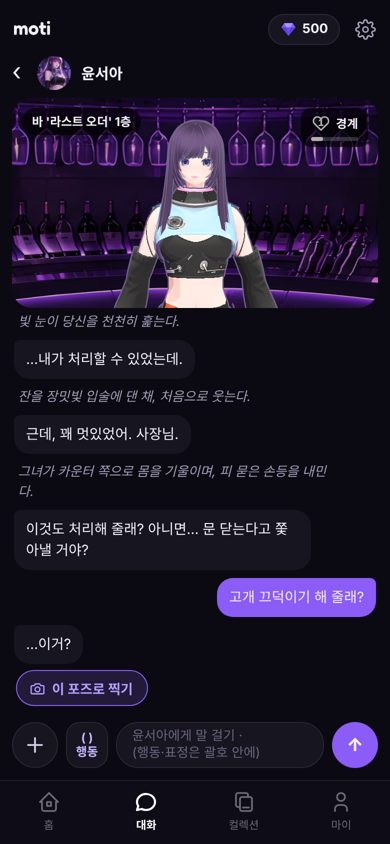 moti
500
윤서아
바 '라스트 오더' 1층
1
경계
빛 눈이 당신을 천천히 훑는다.
...내가 처리할 수 있었는데.
잔을 장밋빛 입술에 댄 채, 처음으로 웃는다.
근데, 꽤 멋있었어. 사장님.
그녀가 카운터 쪽으로 몸을 기울이며, 피 묻은 손등을 내민
다.
이것도 처리해 줄래? 아니면... 문 닫는다고 쫓
아낼 거야?
고개 끄덕이기 해 줄래?
...이거?
이 포즈로 찍기
( )
행동
윤서아에게 말 걸기 ·
(행동·표정은 괄호 안에)
홈
대화
컬렉션
마이